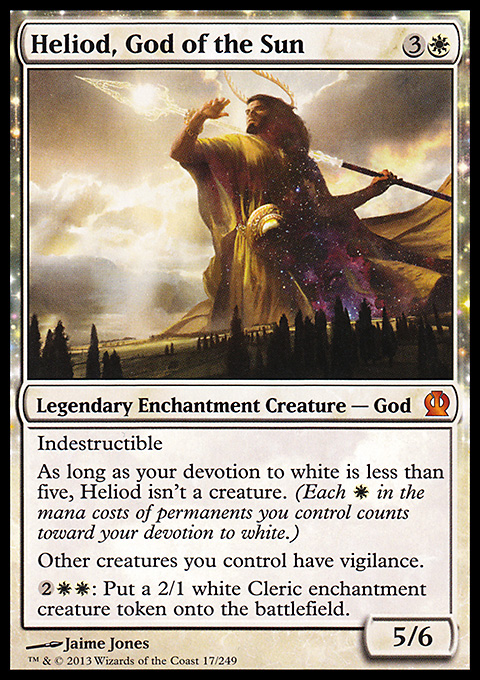 Heliod, God of the Sun 3
Legendary Enchantment Creature — God
Indestructible
As long as your devotion to white is less than
five, Heliod isn't a creature. (Each in the
mana costs of permanents you control counts
toward your devotion to white.)
Other creatures you control have vigilance.
2: Put a 2/1 white Cleric enchantment
creature token onto the battlefield.
Jaime Jones
5/6
™ & © 2013 Wizards of the Coast 17/249